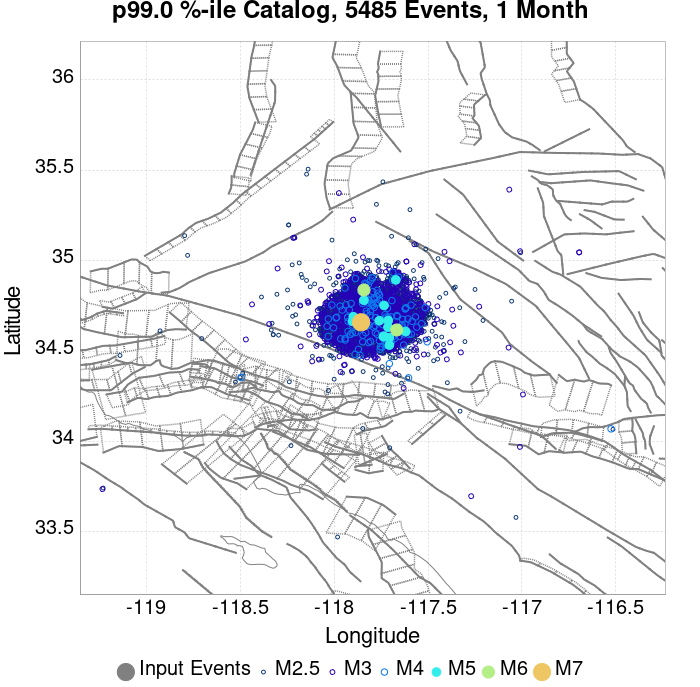 p99.0 %-ile Catalog, 5485 Events, 1 Month
36
35.5
35
34.5
34
33.5
Latitude
-119 -118.5 -118 -117.5 -117 -116.5
Longitude
Input Events M2.5 M3 M4 M5 M6 M7